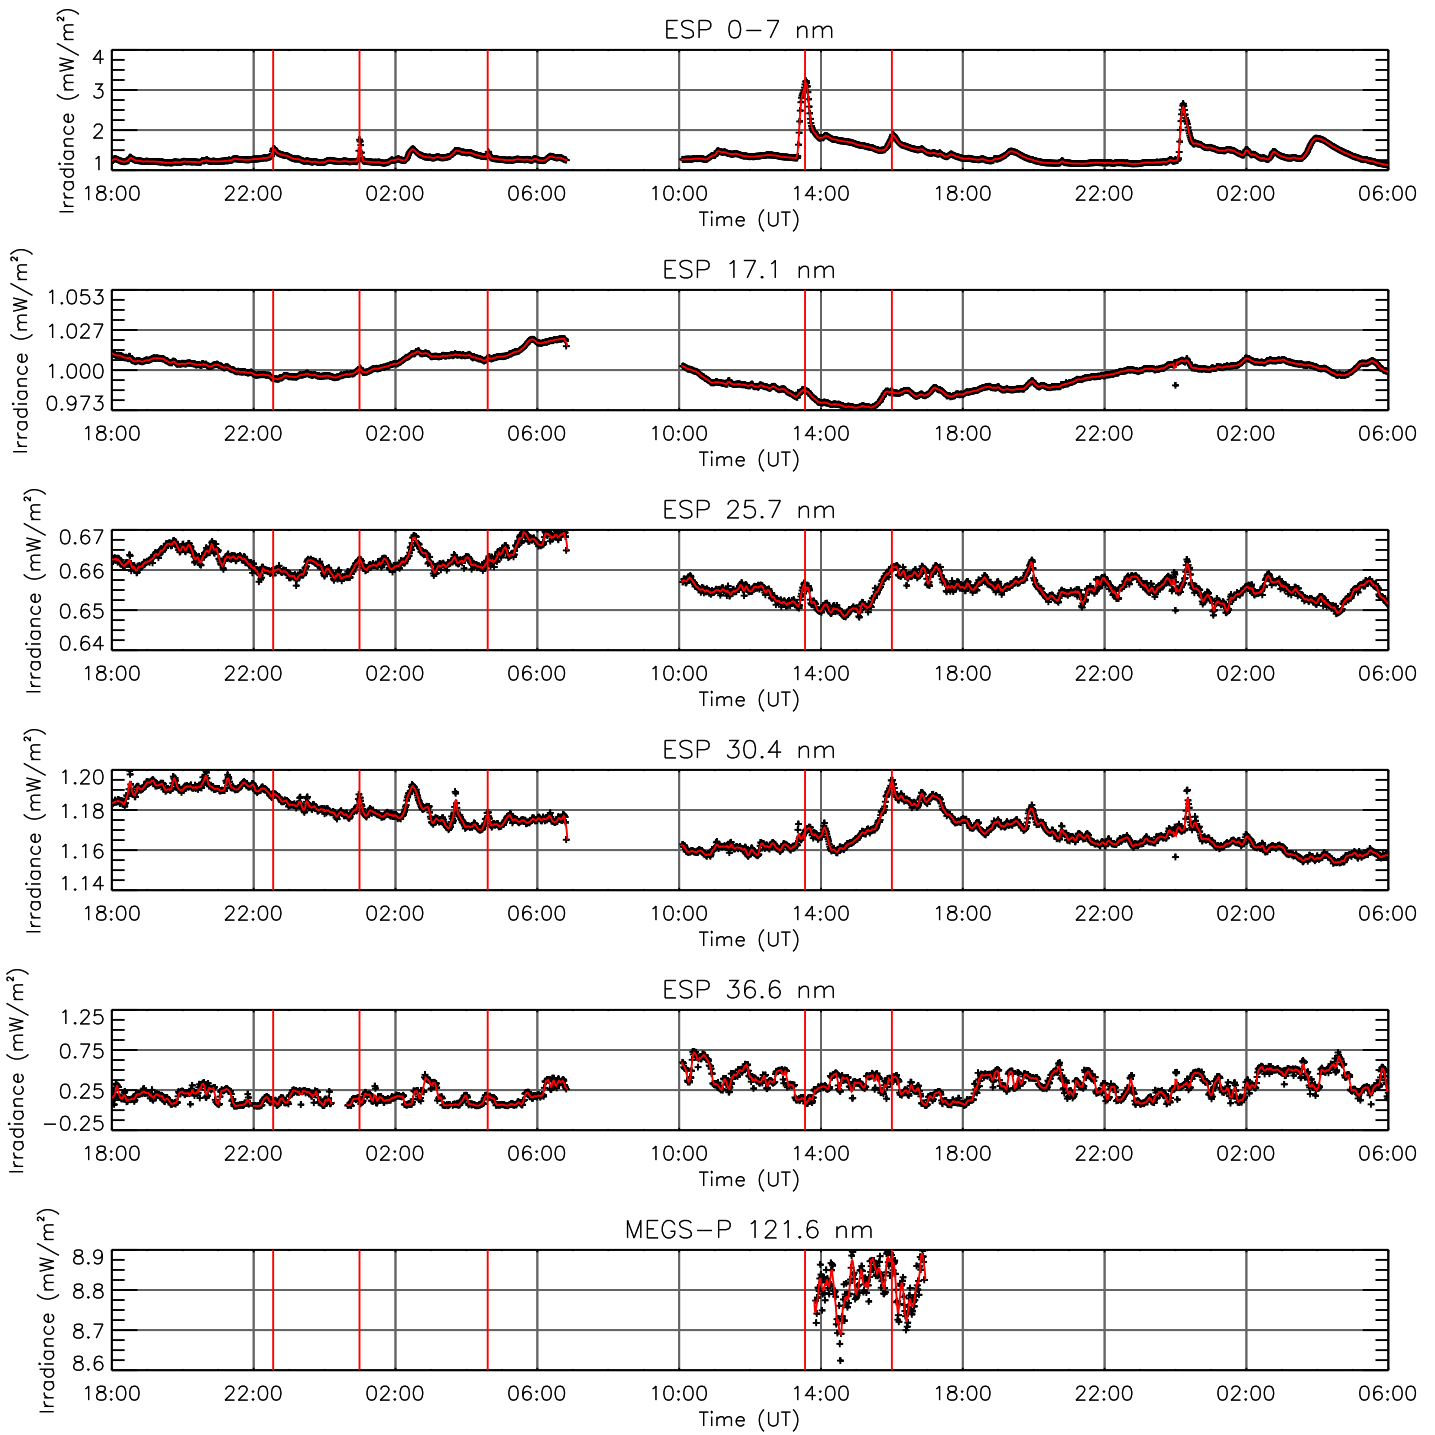 ESP 0-7 nm
Irradiance (mW/m²)
4
3
2
1
18:00 22:00 02:00 06:00 10:00 14:00 18:00 22:00 02:00 06:00
Time (UT)
ESP 17.1 nm
Irradiance (mW/m²)
1.053
1.027
1.000
0.973
18:00 22:00 02:00 06:00 10:00 14:00 18:00 22:00 02:00 06:00
Time (UT)
ESP 25.7 nm
Irradiance (mW/m²)
0.67
0.66
0.65
0.64
18:00 22:00 02:00 06:00 10:00 14:00 18:00 22:00 02:00 06:00
Time (UT)
ESP 30.4 nm
Irradiance (mW/m²)
1.20
1.18
1.16
1.14
18:00 22:00 02:00 06:00 10:00 14:00 18:00 22:00 02:00 06:00
Time (UT)
ESP 36.6 nm
Irradiance (mW/m²)
1.25
0.75
0.25
-0.25
18:00 22:00 02:00 06:00 10:00 14:00 18:00 22:00 02:00 06:00
Time (UT)
MEGS-P 121.6 nm
Irradiance (mW/m²)
8.9
8.8
8.7
8.6
18:00 22:00 02:00 06:00 10:00 14:00 18:00 22:00 02:00 06:00
Time (UT)